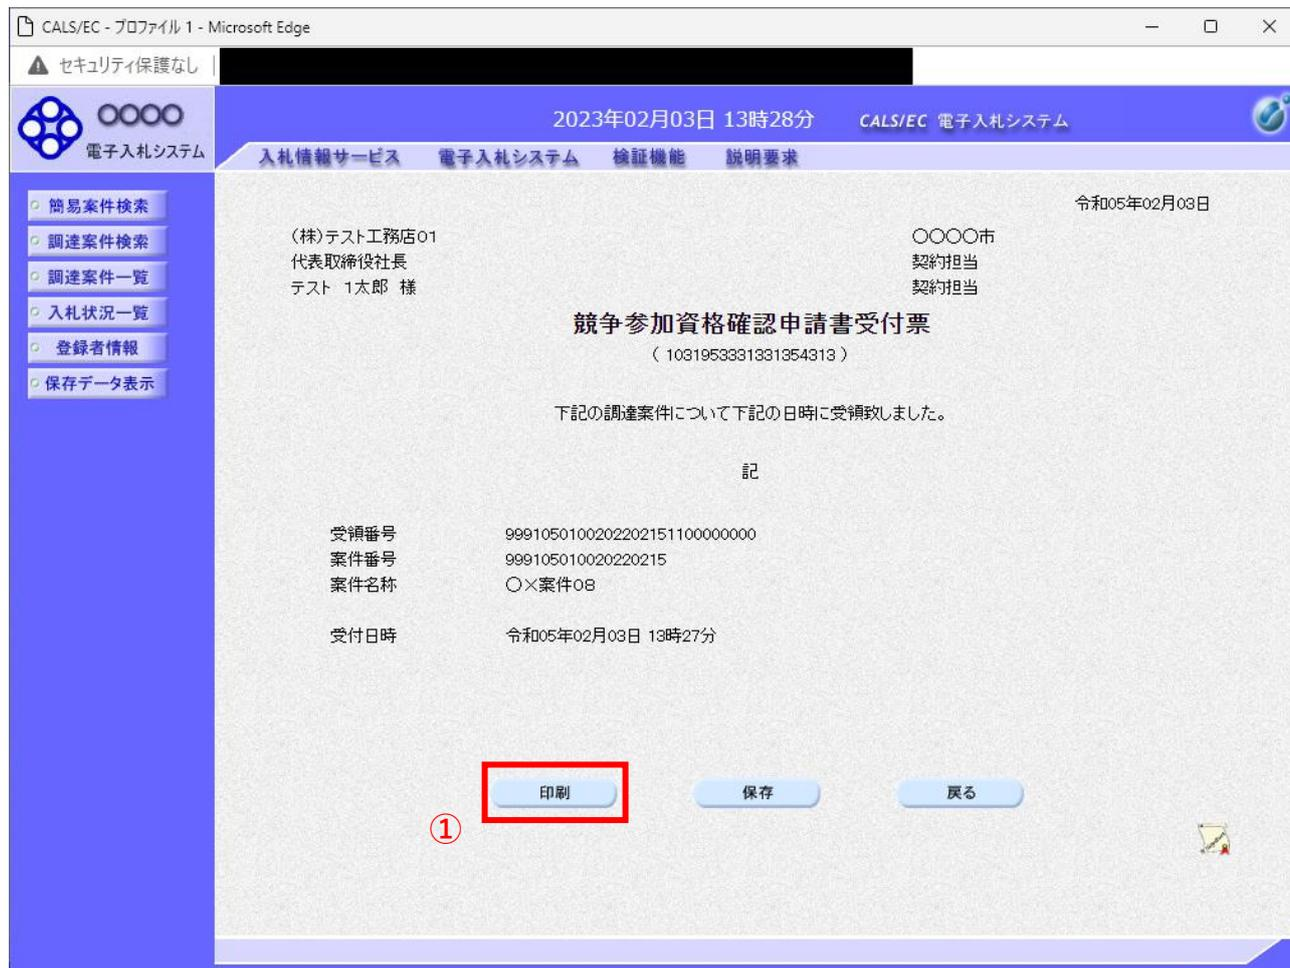 CALS/EC - プロファイル 1 - Microsoft Edge
セキュリティ保護なし
〇〇〇〇
電子入札システム
2023年02月03日 13時28分 CALS/EC 電子入札システム
入札情報サービス 電子入札システム 検証機能 説明要求
簡易案件検索
調達案件検索
調達案件一覧
入札状況一覧
登録者情報
保存データ表示
令和05年02月03日
(株)テスト工務店01
代表取締役社長
テスト 1太郎 様
〇〇〇〇市
契約担当
契約担当
競争参加資格確認申請書受付票
( 1031953331331354313 )
下記の調達案件について下記の日時に受領致しました。
記
受領番号 9991050100202202151100000000
案件番号 999105010020220215
案件名称 〇×案件08
受付日時 令和05年02月03日 13時27分
印刷 保存 戻る
①